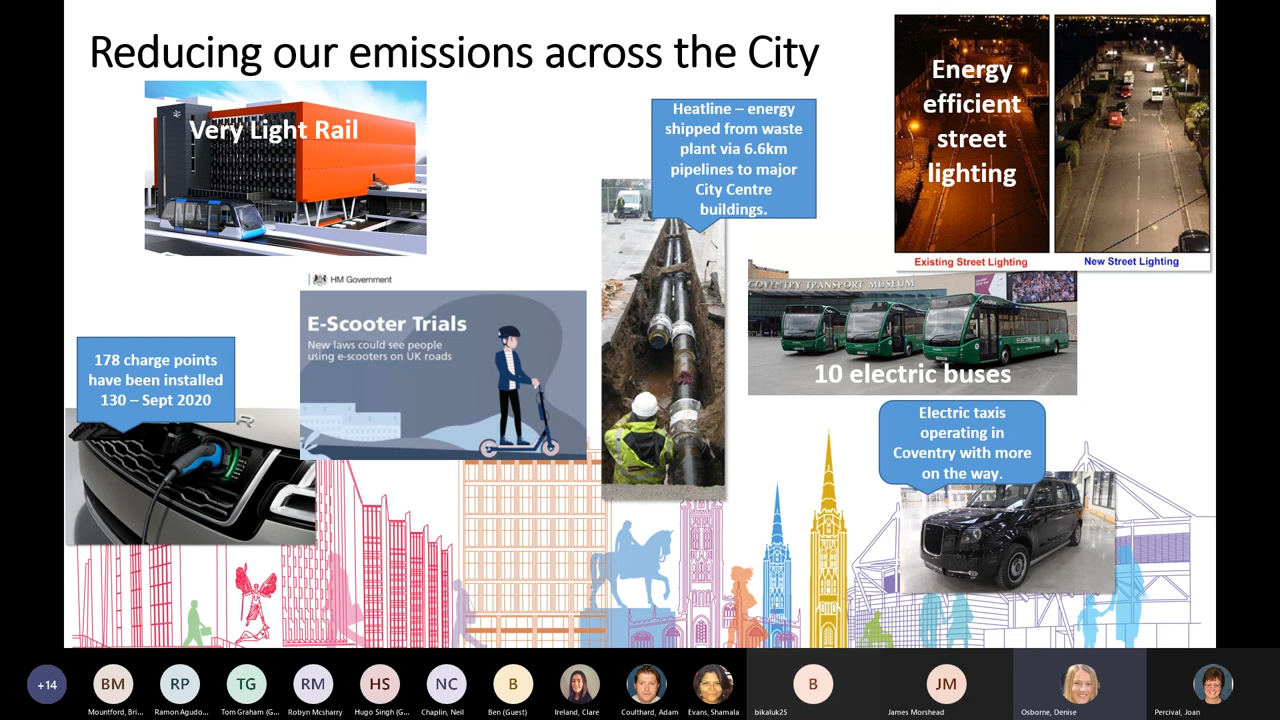 Reducing our emissions across the City
Very Light Rail
Heatline – energy
shipped from waste
plant via 6.6km
pipelines to major
City Centre
buildings.
Energy
efficient
street
lighting
Existing Street Lighting
New Street Lighting
HM Government
E-Scooter Trials
New laws could see people
using e-scooters on UK roads
COVENTRY TRANSPORT MUSEUM
ELECTRIC BUS
10 electric buses
178 charge points
have been installed
130 – Sept 2020
Electric taxis
operating in
Coventry with more
on the way.
+14
BM
RP
TG
RM
HS
NC
B
B
JM
Mountford, Bri...
Ramon Agudo...
Tom Graham (G...
Robyn Mcsharry
Hugo Singh (G...
Chaplin, Neil
Ben (Guest)
Ireland, Clare
Coulthard, Adam
Evans, Shamala
bikaluk25
James Morshead
Osborne, Denise
Percival, Joan